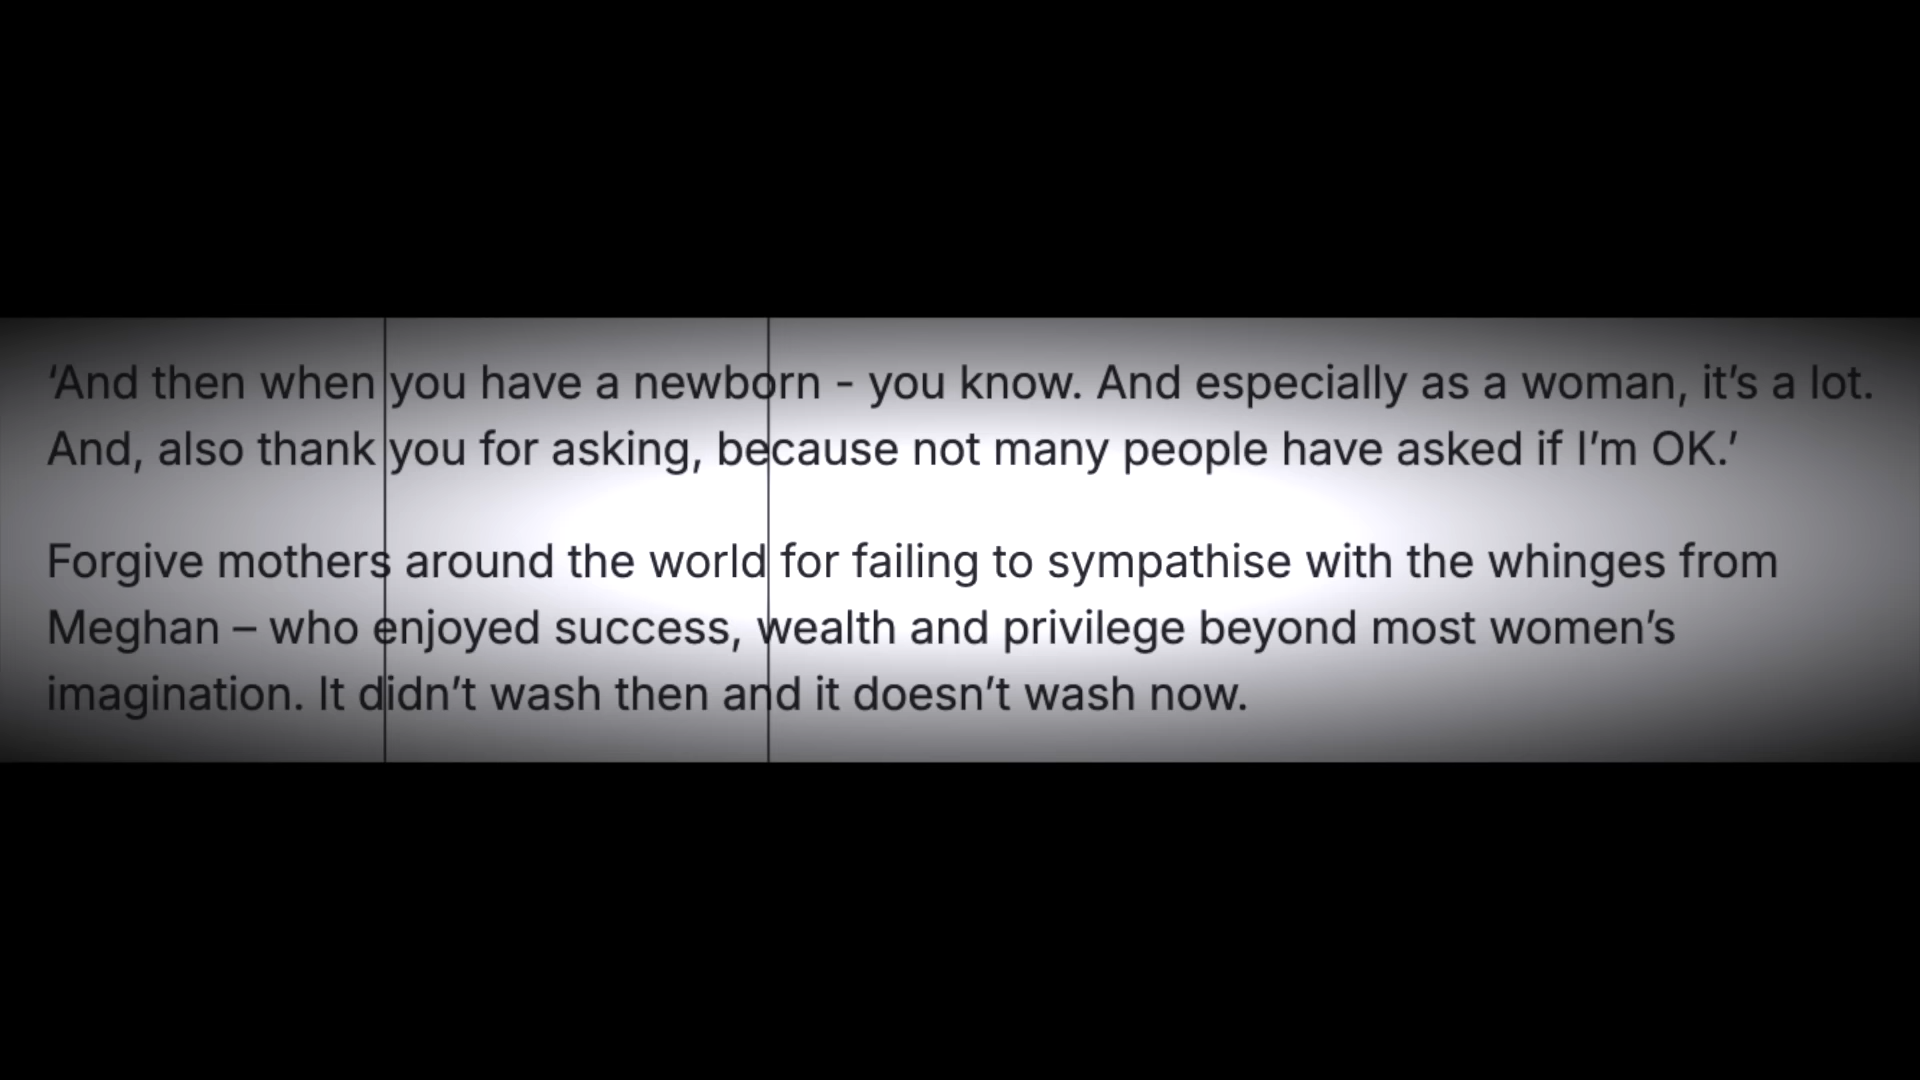 ‘And then when you have a newborn - you know. And especially as a woman, it’s a lot.
And, also thank you for asking, because not many people have asked if I’m OK.’
Forgive mothers around the world for failing to sympathise with the whinges from
Meghan – who enjoyed success, wealth and privilege beyond most women’s
imagination. It didn’t wash then and it doesn’t wash now.